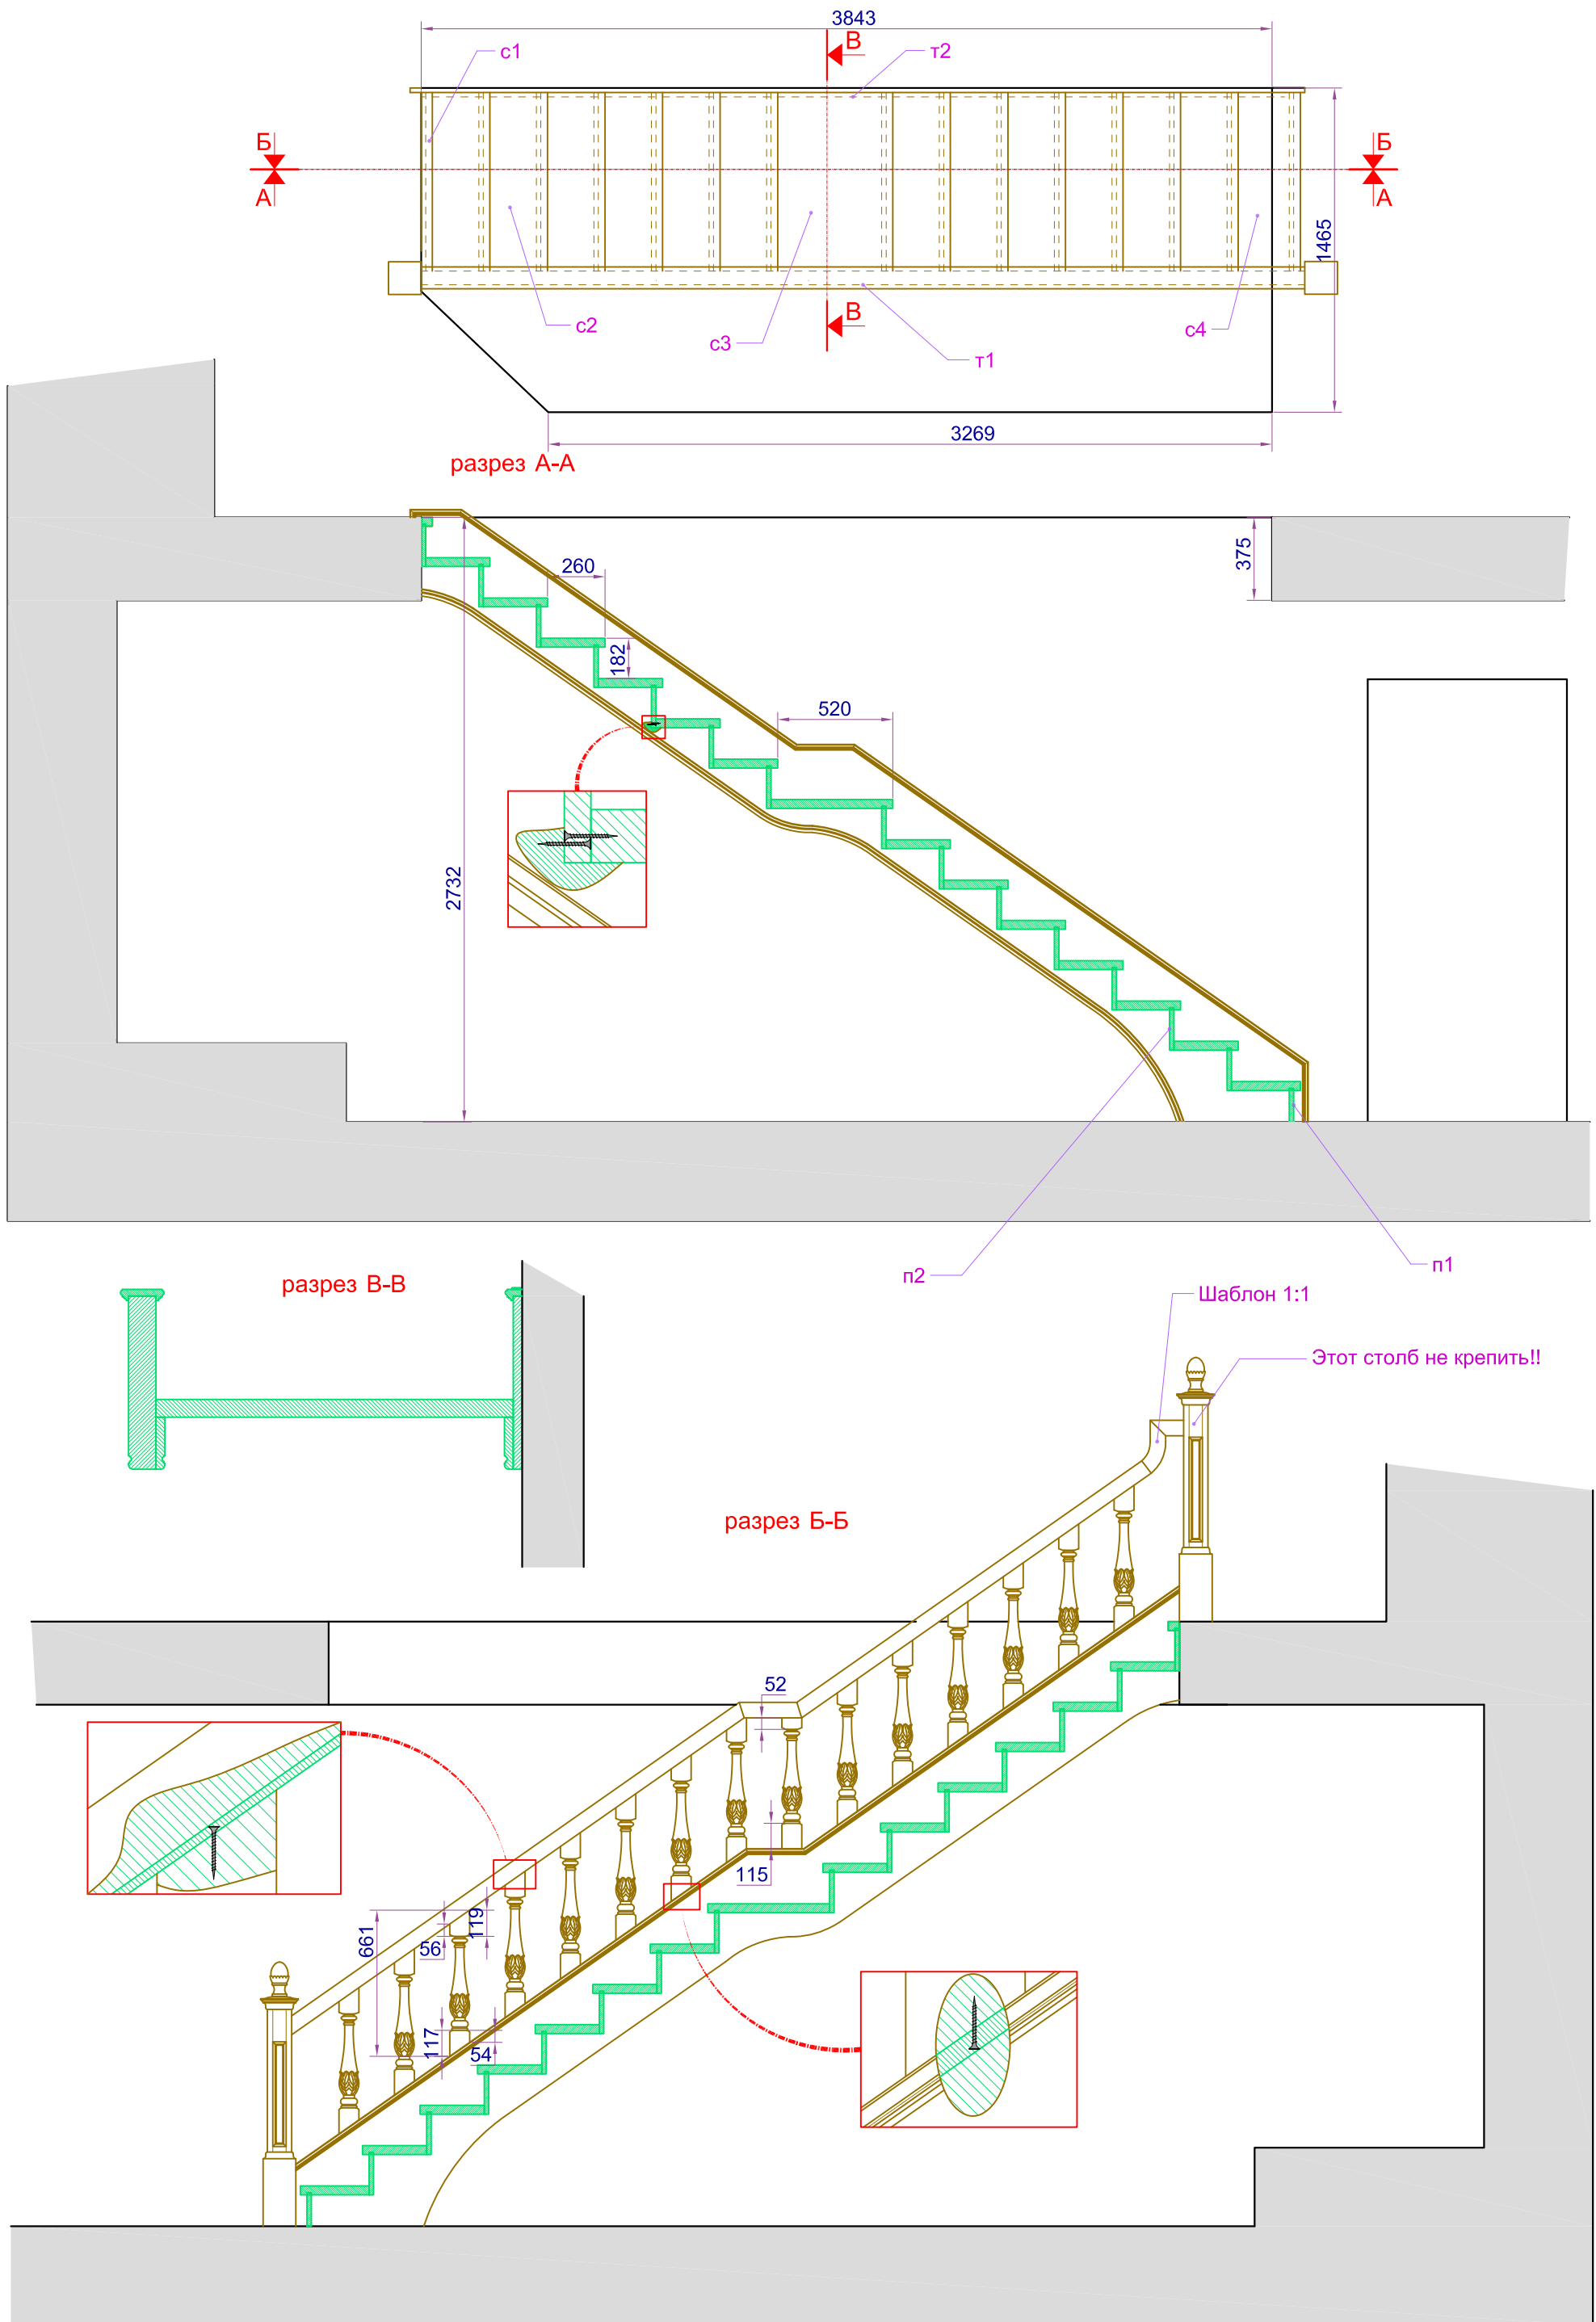 3843
с1
В
т2
Б
Б
А
А
1465
с2
В
с3
с4
т1
3269
разрез А-А
375
260
182
520
2732
п2
п1
разрез В-В
Шаблон 1:1
Этот столб не крепить!!
разрез Б-Б
52
115
661
119
56
117
54